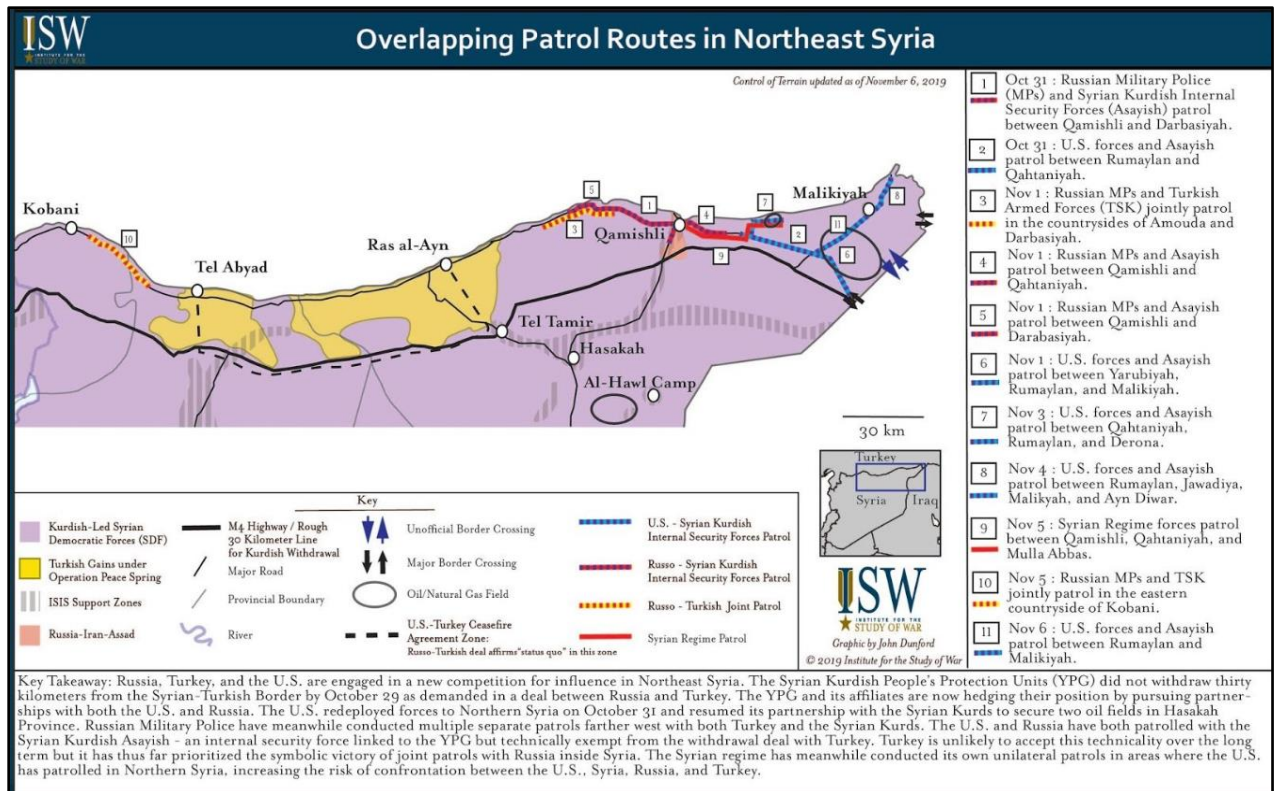 ISW
INSTITUTE FOR THE
STUDY OF WAR
Overlapping Patrol Routes in Northeast Syria
Control of Terrain updated as of November 6, 2019
Kobani
10
Tel Abyad
Ras al-Ayn
5
3
1
Qamishli
4
9
7
2
Malikiyah
11
6
8
Tel Tamir
Hasakah
Al-Hawl Camp
30 km
Turkey
Syria
Iraq
ISW
INSTITUTE FOR THE
STUDY OF WAR
Graphic by John Dunford
© 2019 Institute for the Study of War
1
Oct 31 : Russian Military Police
(MPs) and Syrian Kurdish Internal
Security Forces (Asayish) patrol
between Qamishli and Darbasiyah.
2
Oct 31 : U.S. forces and Asayish
patrol between Rumaylan and
Qahtaniyah.
3
Nov 1 : Russian MPs and Turkish
Armed Forces (TSK) jointly patrol
in the countrysides of Amouda and
Darbasiyah.
4
Nov 1 : Russian MPs and Asayish
patrol between Qamishli and
Qahtaniyah.
5
Nov 1 : Russian MPs and Asayish
patrol between Qamishli and
Darabasiyah.
6
Nov 1 : U.S. forces and Asayish
patrol between Yarubiyah,
Rumaylan, and Malikiyah.
7
Nov 3 : U.S. forces and Asayish
patrol between Qahtaniyah,
Rumaylan, and Derona.
8
Nov 4 : U.S. forces and Asayish
patrol between Rumaylan, Jawadiya,
Malikyah, and Ayn Diwar.
9
Nov 5 : Syrian Regime forces patrol
between Qamishli, Qahtaniyah, and
Mulla Abbas.
10
Nov 5 : Russian MPs and TSK
jointly patrol in the eastern
countryside of Kobani.
11
Nov 6 : U.S. forces and Asayish
patrol between Rumaylan and
Malikiyah.
Key
Kurdish-Led Syrian
Democratic Forces (SDF)
Turkish Gains under
Operation Peace Spring
ISIS Support Zones
Russia-Iran-Assad
M4 Highway / Rough
30 Kilometer Line
for Kurdish Withdrawal
Major Road
Provincial Boundary
River
Unofficial Border Crossing
Major Border Crossing
Oil/Natural Gas Field
U.S.-Turkey Ceasefire
Agreement Zone:
Russo-Turkish deal affirms"status quo" in this zone
U.S. - Syrian Kurdish
Internal Security Forces Patrol
Russo - Syrian Kurdish
Internal Security Forces Patrol
Russo - Turkish Joint Patrol
Syrian Regime Patrol
Key Takeaway: Russia, Turkey, and the U.S. are engaged in a new competition for influence in Northeast Syria. The Syrian Kurdish People's Protection Units (YPG) did not withdraw thirty
kilometers from the Syrian-Turkish Border by October 29 as demanded in a deal between Russia and Turkey. The YPG and its affiliates are now hedging their position by pursuing partner-
ships with both the U.S. and Russia. The U.S. redeployed forces to Northern Syria on October 31 and resumed its partnership with the Syrian Kurds to secure two oil fields in Hasakah
Province. Russian Military Police have meanwhile conducted multiple separate patrols farther west with both Turkey and the Syrian Kurds. The U.S. and Russia have both patrolled with the
Syrian Kurdish Asayish - an internal security force linked to the YPG but technically exempt from the withdrawal deal with Turkey. Turkey is unlikely to accept this technicality over the long
term but it has thus far prioritized the symbolic victory of joint patrols with Russia inside Syria. The Syrian regime has meanwhile conducted its own unilateral patrols in areas where the U.S.
has patrolled in Northern Syria, increasing the risk of confrontation between the U.S., Syria, Russia, and Turkey.